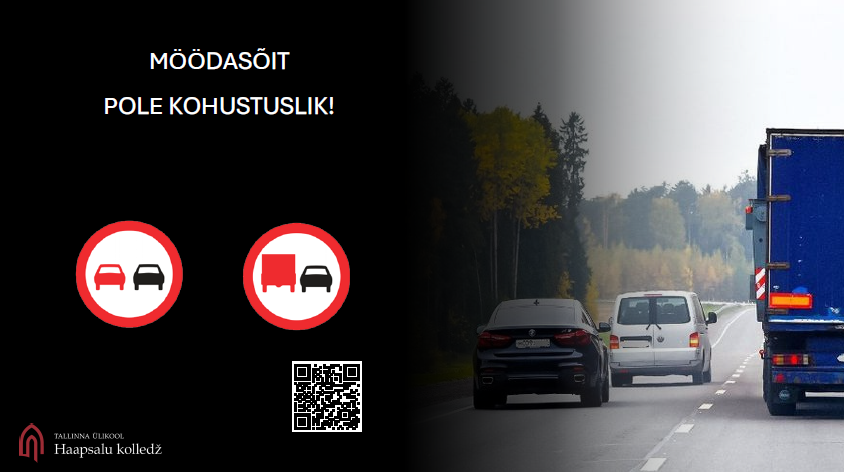 MÖÖDASÕIT
POLE KOHUSTUSLIK!
TALLINNA ÜLIKOOL
Haapsalu kolledž